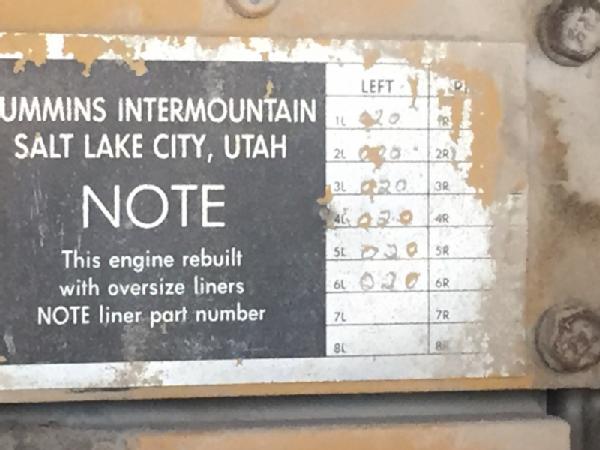 UMMINS INTERMOUNTAIN
SALT LAKE CITY, UTAH
NOTE
This engine rebuilt
with oversize liners
NOTE liner part number
LEFT
1L 020 1R
2L 020 2R
3L 020 3R
4L 020 4R
5L 020 5R
6L 020 6R
7L 7R
8L 8R